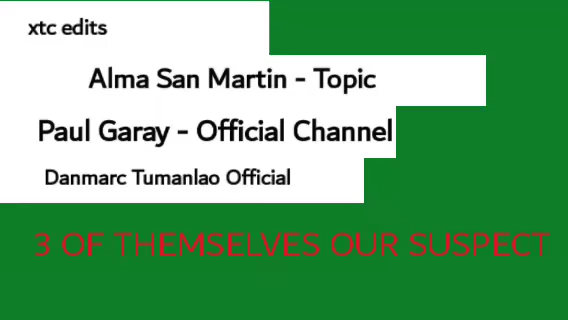 xtc edits
Alma San Martin - Topic
Paul Garay - Official Channel
Danmarc Tumanlao Official
3 OF THEMSELVES OUR SUSPECT